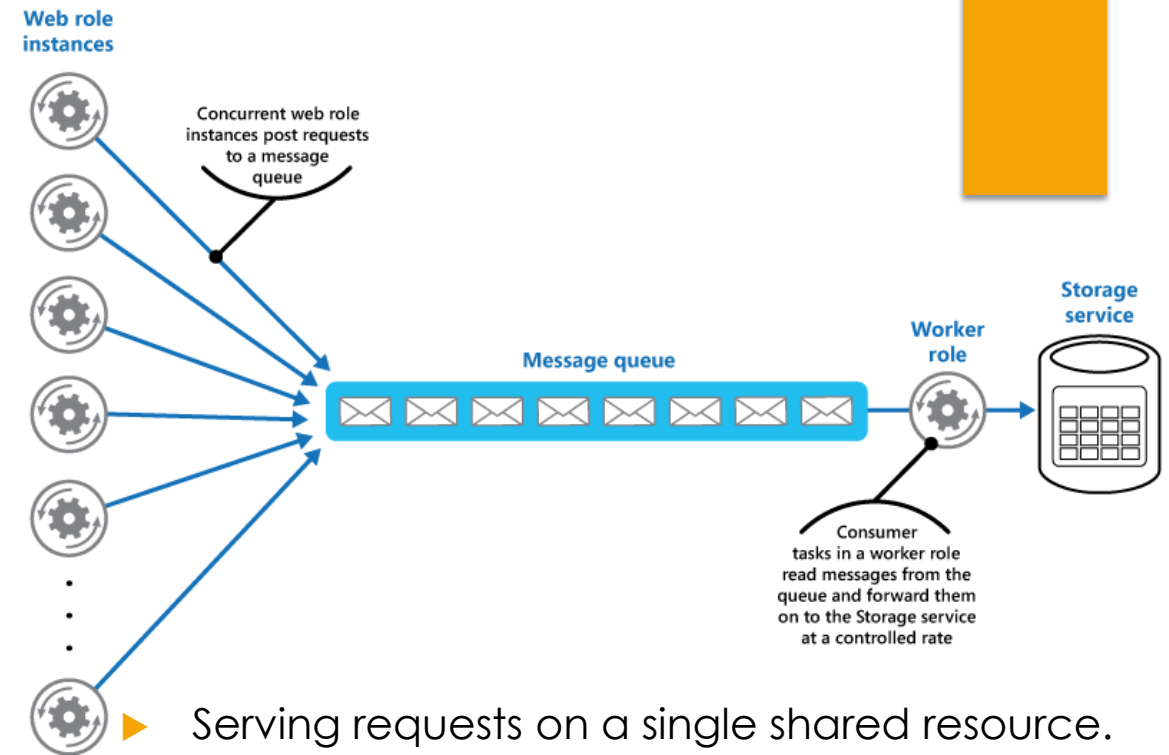 Web role
instances
Concurrent web role
instances post requests
to a message
queue
Message queue
Worker
role
Storage
service
Consumer
tasks in a worker role
read messages from the
queue and forward them
on to the Storage service
at a controlled rate
Serving requests on a single shared resource.